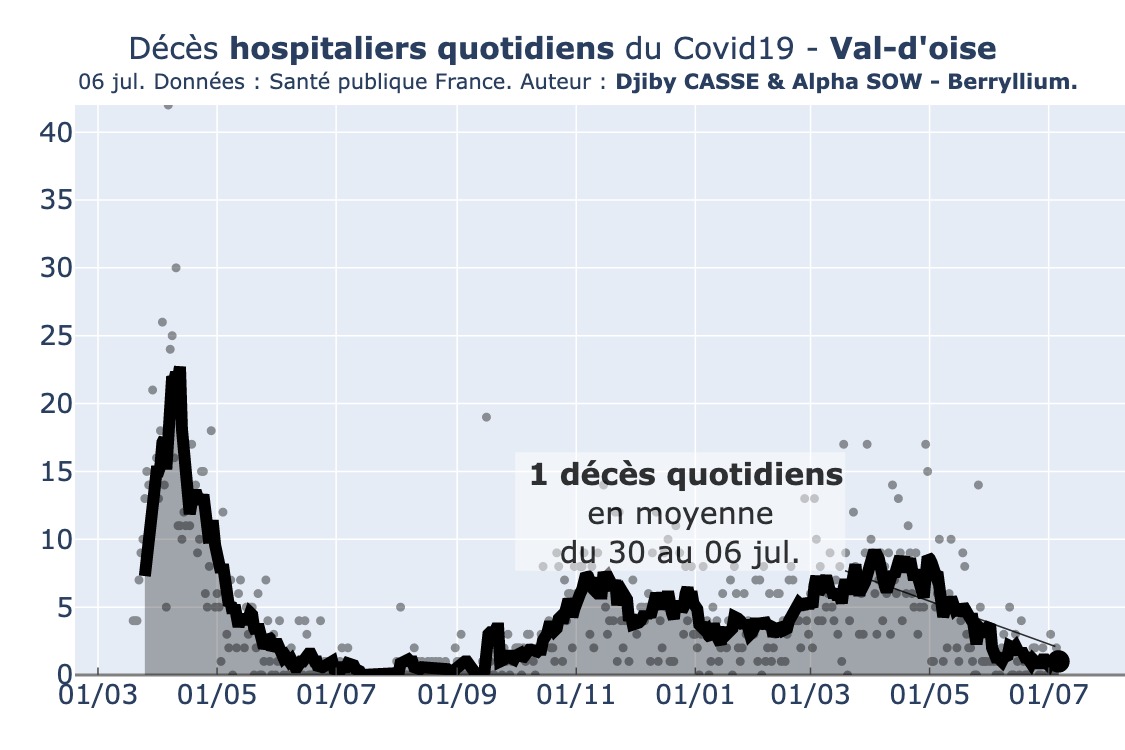 Décès hospitaliers quotidiens du Covid19 - Val-d'oise
06 jul. Données : Santé publique France. Auteur : Djiby CASSE & Alpha SOW - Berryllium.
40
35
30
25
20
15
10
5
0
1 décès quotidiens
en moyenne
du 30 au 06 jul.
01/03 01/05 01/07 01/09 01/11 01/01 01/03 01/05 01/07